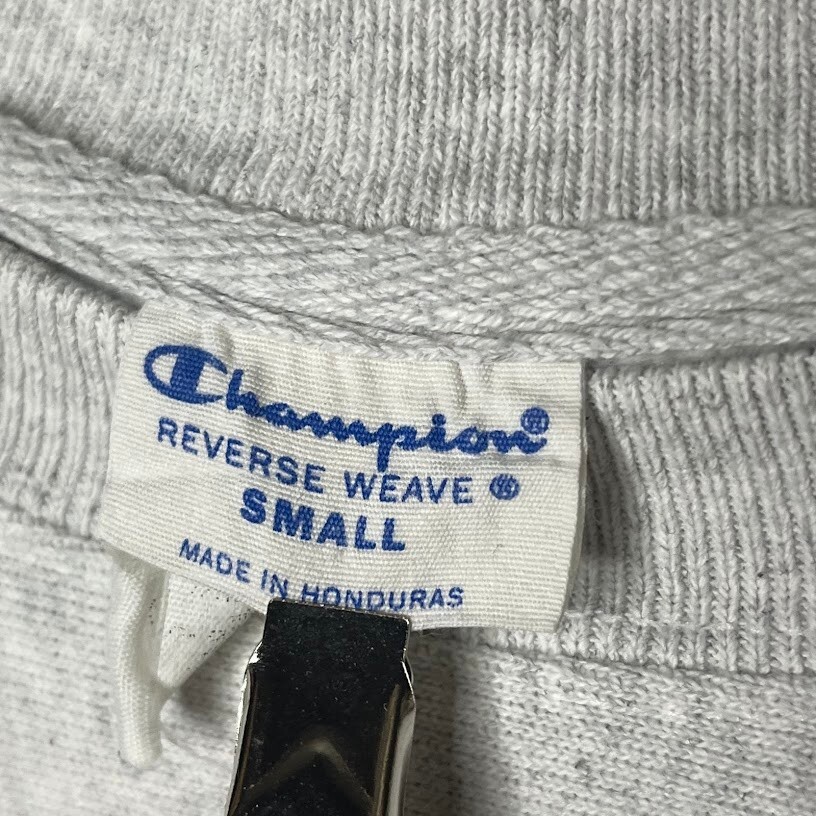 Champion®
REVERSE WEAVE ®
SMALL
MADE IN HONDURAS